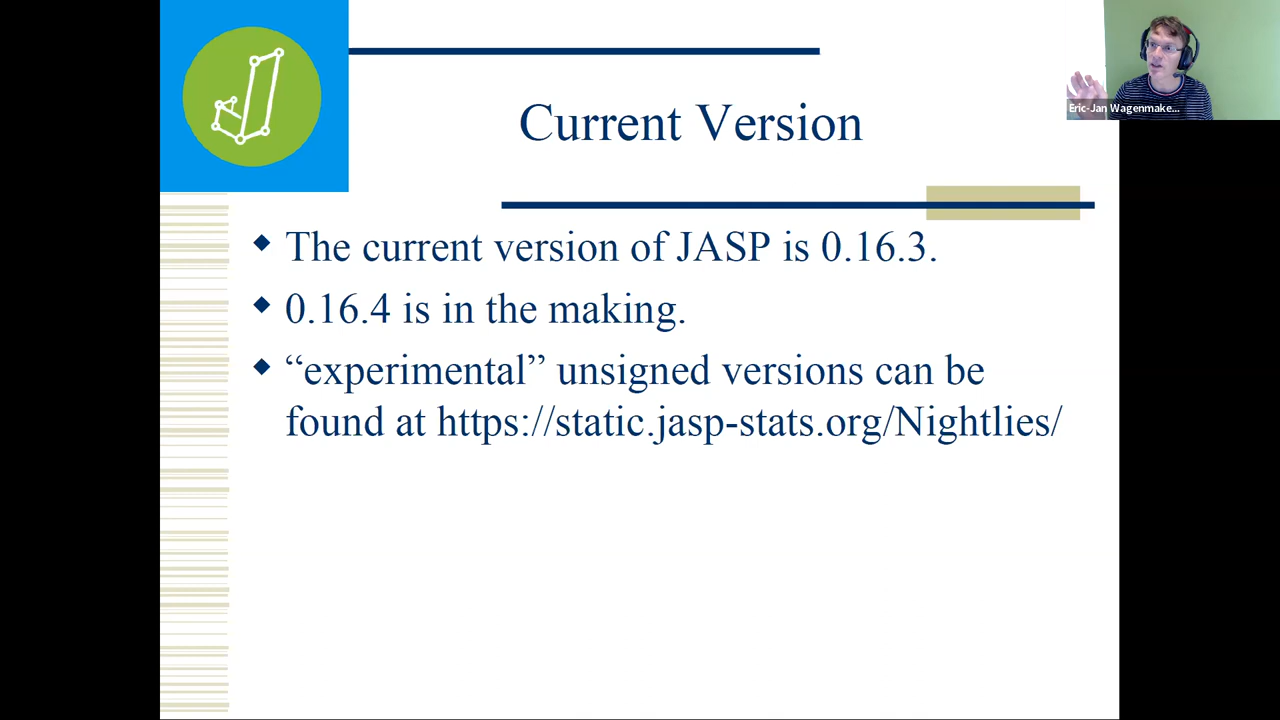 Current Version
Eric-Jan Wagenmake...
The current version of JASP is 0.16.3.
0.16.4 is in the making.
“experimental” unsigned versions can be
found at https://static.jasp-stats.org/Nightlies/